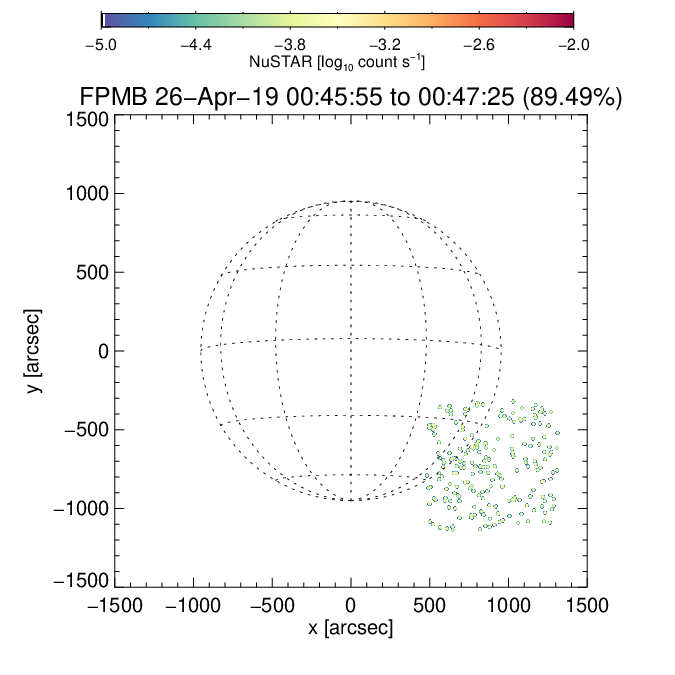 −5.0 −4.4 −3.8 −3.2 −2.6 −2.0
NuSTAR [log₁₀ count s⁻¹]
FPMB 26−Apr−19 00:45:55 to 00:47:25 (89.49%)
1500
1000
500
0
−500
−1000
−1500
y [arcsec]
−1500 −1000 −500 0 500 1000 1500
x [arcsec]